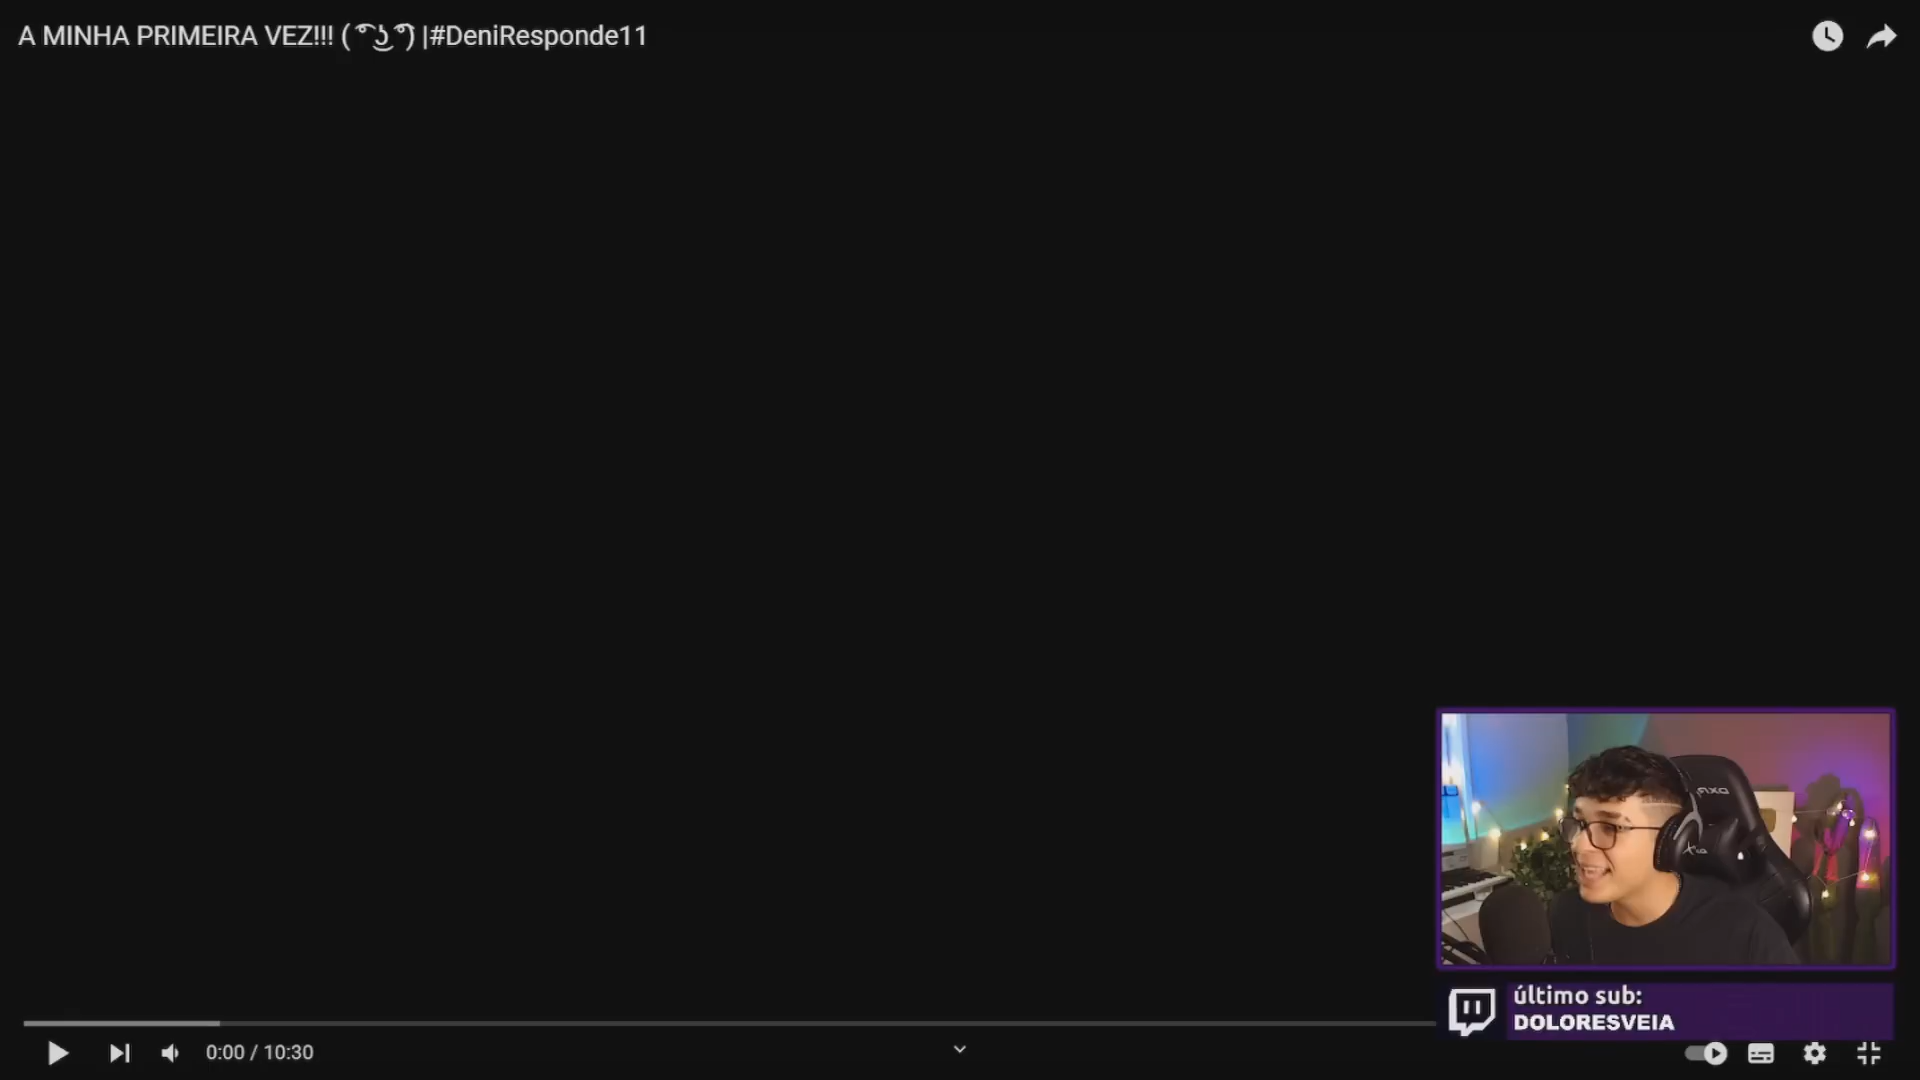 A MINHA PRIMEIRA VEZ!!! ( ͡° ͜ʖ ͡°) |#DeniResponde11
último sub:
DOLORESVEIA
0:00 / 10:30